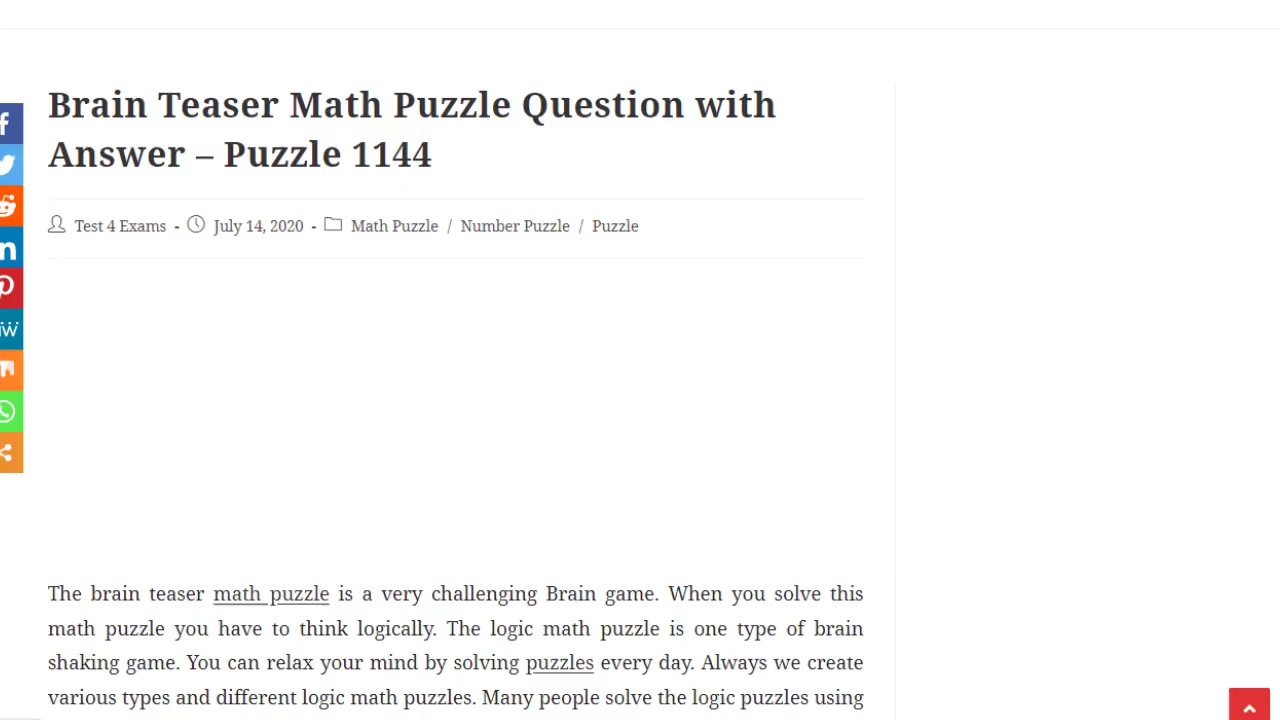 Brain Teaser Math Puzzle Question with
Answer – Puzzle 1144
Test 4 Exams - July 14, 2020 - Math Puzzle / Number Puzzle / Puzzle
The brain teaser math puzzle is a very challenging Brain game. When you solve this
math puzzle you have to think logically. The logic math puzzle is one type of brain
shaking game. You can relax your mind by solving puzzles every day. Always we create
various types and different logic math puzzles. Many people solve the logic puzzles using